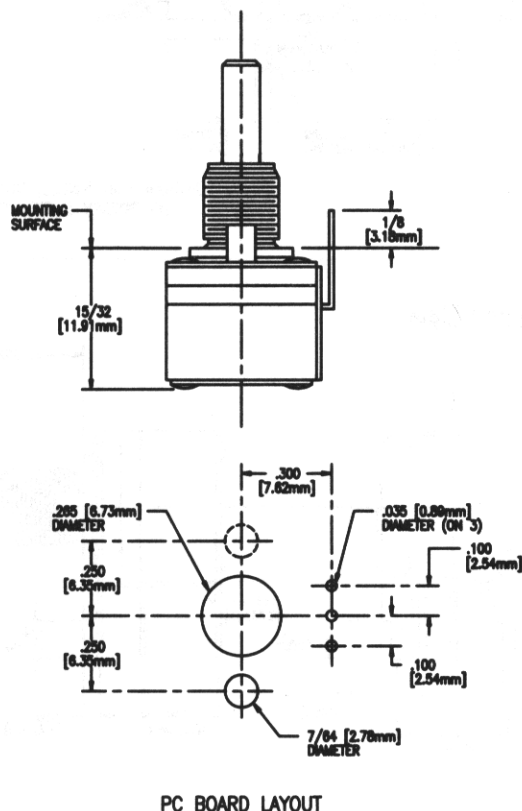 MOUNTING
SURFACE
1/8
[3.18mm]
15/32
[11.91mm]
.300
[7.62mm]
.265 [6.73mm]
DIAMETER
.035 [0.89mm]
DIAMETER (ON 3)
.100
[2.54mm]
.250
[6.35mm]
.250
[6.35mm]
.100
[2.54mm]
7/64 [2.78mm]
DIAMETER
PC BOARD LAYOUT